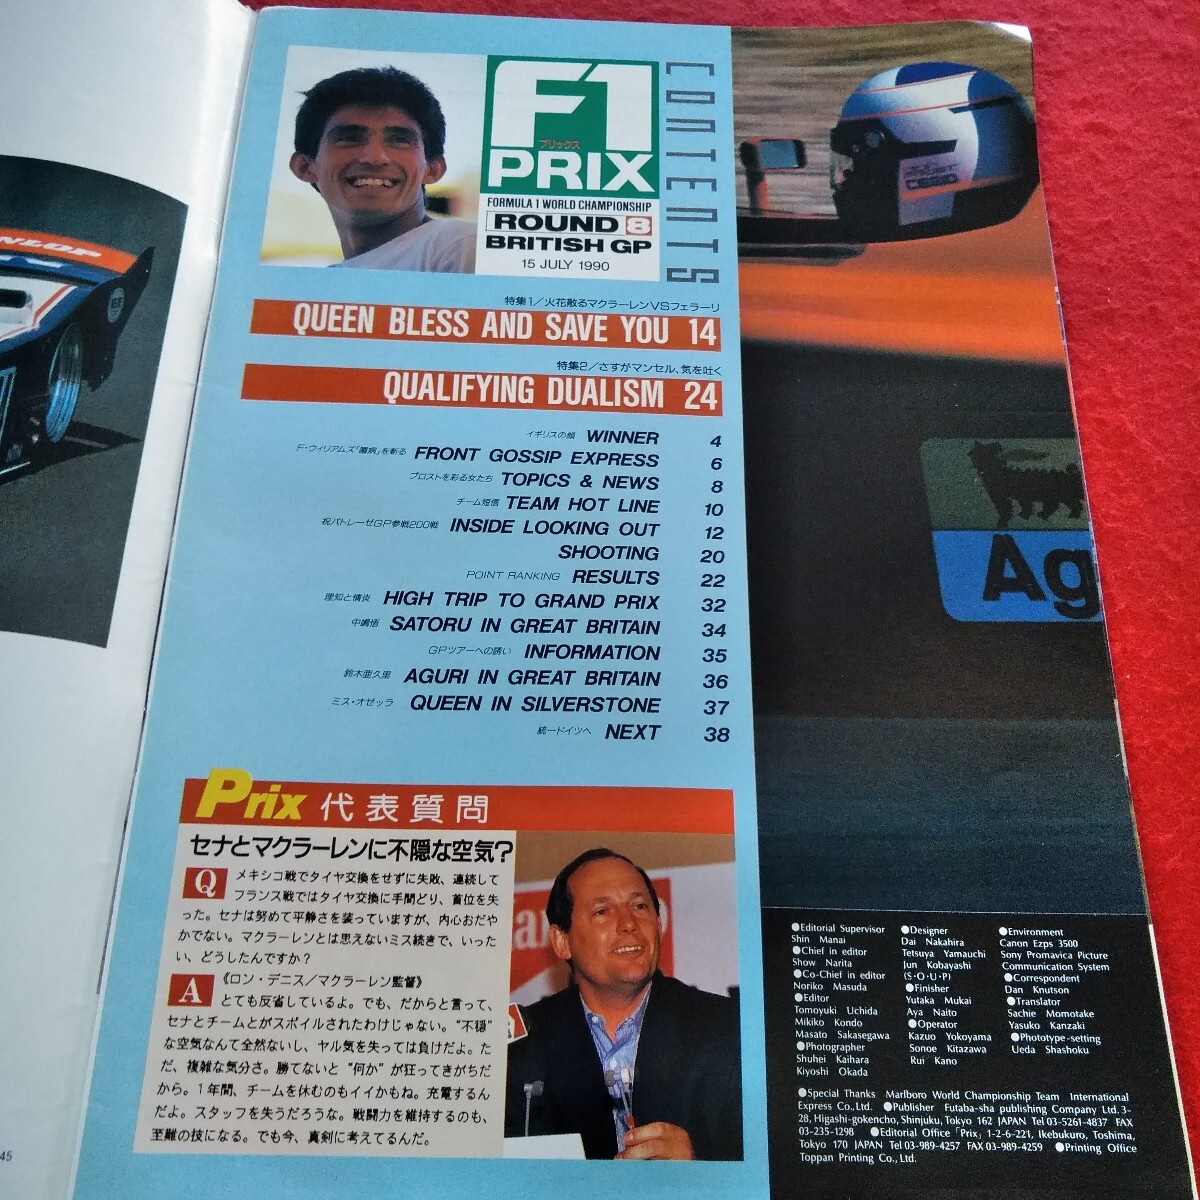 F1
プリックス
PRIX
FORMULA 1 WORLD CHAMPIONSHIP
ROUND 8
BRITISH GP
15 JULY 1990
CONTENTS
特集1／火花散るマクラーレンVSフェラーリ
QUEEN BLESS AND SAVE YOU 14
特集2／さすがマンセル、気を吐く
QUALIFYING DUALISM 24
イギリスの顔 WINNER 4
F・ウィリアムズ「臆病」を斬る FRONT GOSSIP EXPRESS 6
プロストを彩る女たち TOPICS & NEWS 8
チーム短信 TEAM HOT LINE 10
祝パトレーゼGP参戦200戦 INSIDE LOOKING OUT 12
SHOOTING 20
POINT RANKING RESULTS 22
理知と情炎 HIGH TRIP TO GRAND PRIX 32
中嶋悟 SATORU IN GREAT BRITAIN 34
GPツアーへの誘い INFORMATION 35
鈴木亜久里 AGURI IN GREAT BRITAIN 36
ミス・オゼッラ QUEEN IN SILVERSTONE 37
統一ドイツへ NEXT 38
Prix 代表質問
セナとマクラーレンに不穏な空気?
Q メキシコ戦でタイヤ交換をせずに失敗、連続して
フランス戦ではタイヤ交換に手間どり、首位を失
った。セナは努めて平静さを装っていますが、内心おだや
かでない。マクラーレンとは思えないミス続きで、いった
い、どうしたんですか？
A 《ロン・デニス／マクラーレン監督》
とても反省しているよ。でも、だからと言って、
セナとチームとがスポイルされたわけじゃない。“不穏”
な空気なんて全然ないし、ヤル気を失っては負けだよ。た
だ、複雑な気分さ。勝てないと“何か”が狂ってきがちだ
から。1年間、チームを休むのもイイかもね。充電するん
だよ。スタッフを失うだろうな。戦闘力を維持するのも、
至難の技になる。でも今、真剣に考えてるんだ。
Ag
●Editorial Supervisor
Shin Manai
●Chief in editor
Show Narita
●Co-Chief in editor
Noriko Masuda
●Editor
Tomoyuki Uchida
Mikiko Kondo
Masato Sakasegawa
●Photographer
Shuhei Kaihara
Kiyoshi Okada
●Designer
Dai Nakahira
Tetsuya Yamauchi
Jun Kobayashi
(S・O・U・P)
●Finisher
Yutaka Mukai
Aya Naito
●Operator
Kazuo Yokoyama
Sonoe Kitazawa
Rui Kano
●Environment
Canon Ezps 3500
Sony Promavica Picture
Communication System
●Correspondent
Dan Knutson
●Translator
Sachie Momotake
Yasuko Kanzaki
●Phototype-setting
Ueda Shashoku
●Special Thanks Marlboro World Championship Team International
Express Co., Ltd. ●Publisher Futaba-sha publishing Company Ltd. 3-
28, Higashi-gokencho, Shinjuku, Tokyo 162 JAPAN Tel 03-5261-4837 FAX
03-235-1298 ●Editorial Office「Prix」1-2-6-221, Ikebukuro, Toshima,
Tokyo 170 JAPAN Tel 03-989-4257 FAX 03-989-4259 ●Printing Office
Toppan Printing Co., Ltd.
45